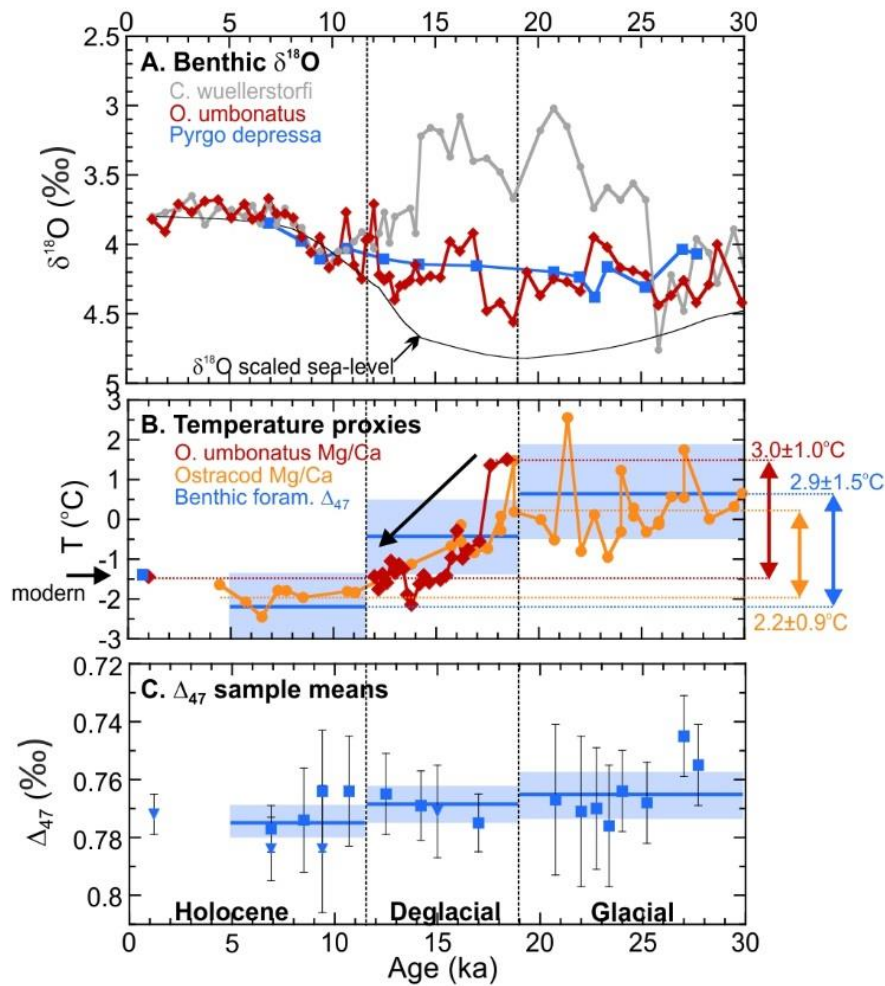 0 5 10 15 20 25 30
2.5
A. Benthic δ¹⁸O
C. wuellerstorfi
O. umbonatus
Pyrgo depressa
3
3.5
4
4.5
5
δ¹⁸O (‰)
δ¹⁸O scaled sea-level
3
B. Temperature proxies
O. umbonatus Mg/Ca
Ostracod Mg/Ca
Benthic foram. Δ₄₇
2
1
0
-1
-2
-3
T (°C)
modern
3.0±1.0°C
2.9±1.5°C
2.2±0.9°C
0.72
C. Δ₄₇ sample means
0.74
0.76
0.78
0.8
Δ₄₇ (‰)
Holocene Deglacial Glacial
0 5 10 15 20 25 30
Age (ka)